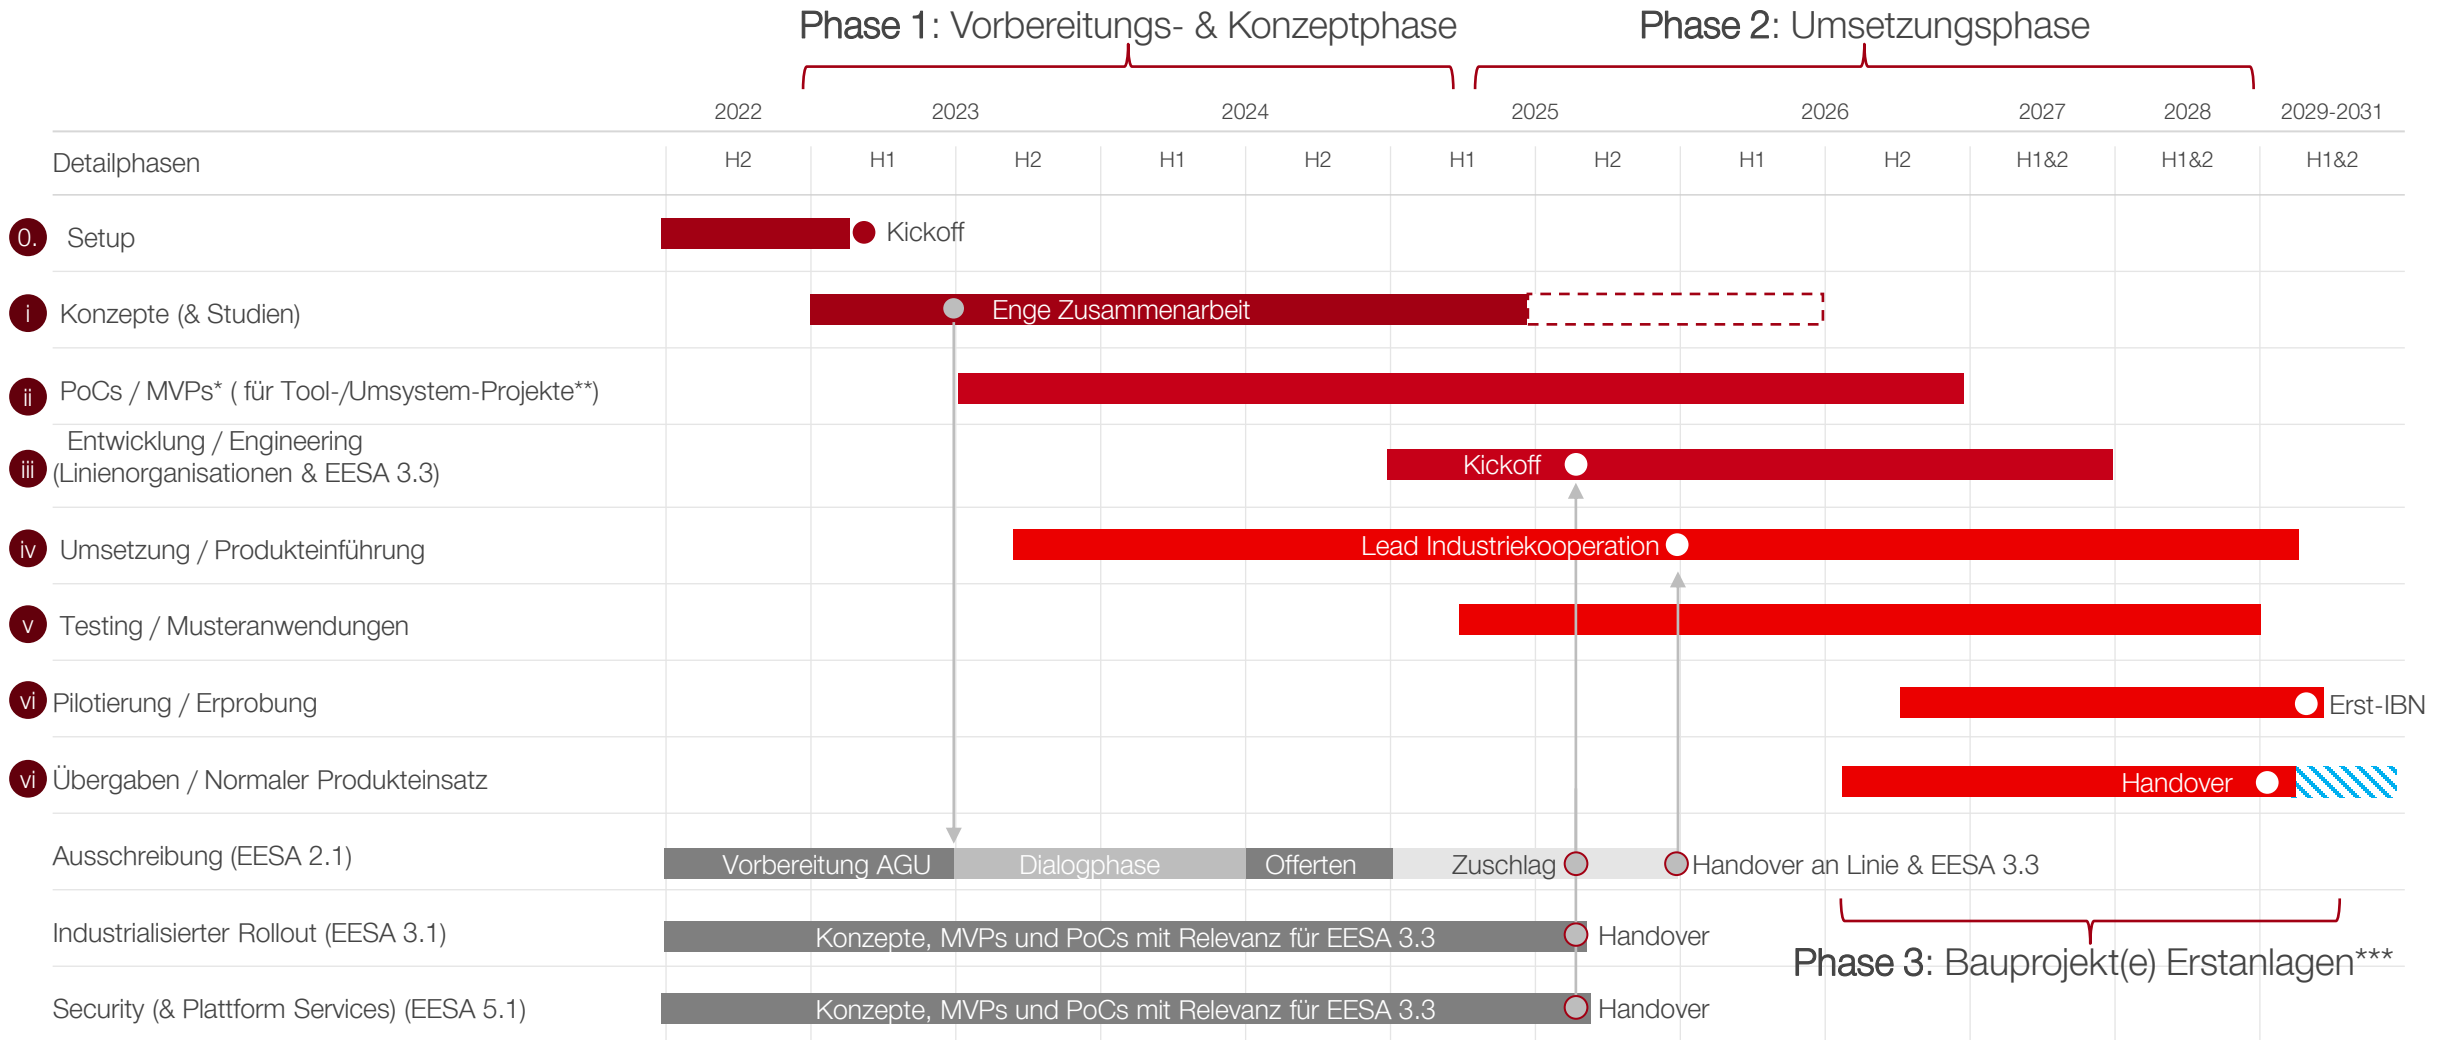 Phase 1: Vorbereitungs- & Konzeptphase
Phase 2: Umsetzungsphase
2022 2023 2024 2025 2026 2027 2028 2029-2031
Detailphasen H2 H1 H2 H1 H2 H1 H2 H1 H2 H1&2 H1&2 H1&2
0. Setup Kickoff
i Konzepte (& Studien) Enge Zusammenarbeit
ii PoCs / MVPs* ( für Tool-/Umsystem-Projekte**)
iii Entwicklung / Engineering
(Linienorganisationen & EESA 3.3) Kickoff
iv Umsetzung / Produkteinführung Lead Industriekooperation
v Testing / Musteranwendungen
vi Pilotierung / Erprobung Erst-IBN
vi Übergaben / Normaler Produkteinsatz Handover
Ausschreibung (EESA 2.1) Vorbereitung AGU Dialogphase Offerten Zuschlag Handover an Linie & EESA 3.3
Industrialisierter Rollout (EESA 3.1) Konzepte, MVPs und PoCs mit Relevanz für EESA 3.3 Handover
Phase 3: Bauprojekt(e) Erstanlagen***
Security (& Plattform Services) (EESA 5.1) Konzepte, MVPs und PoCs mit Relevanz für EESA 3.3 Handover